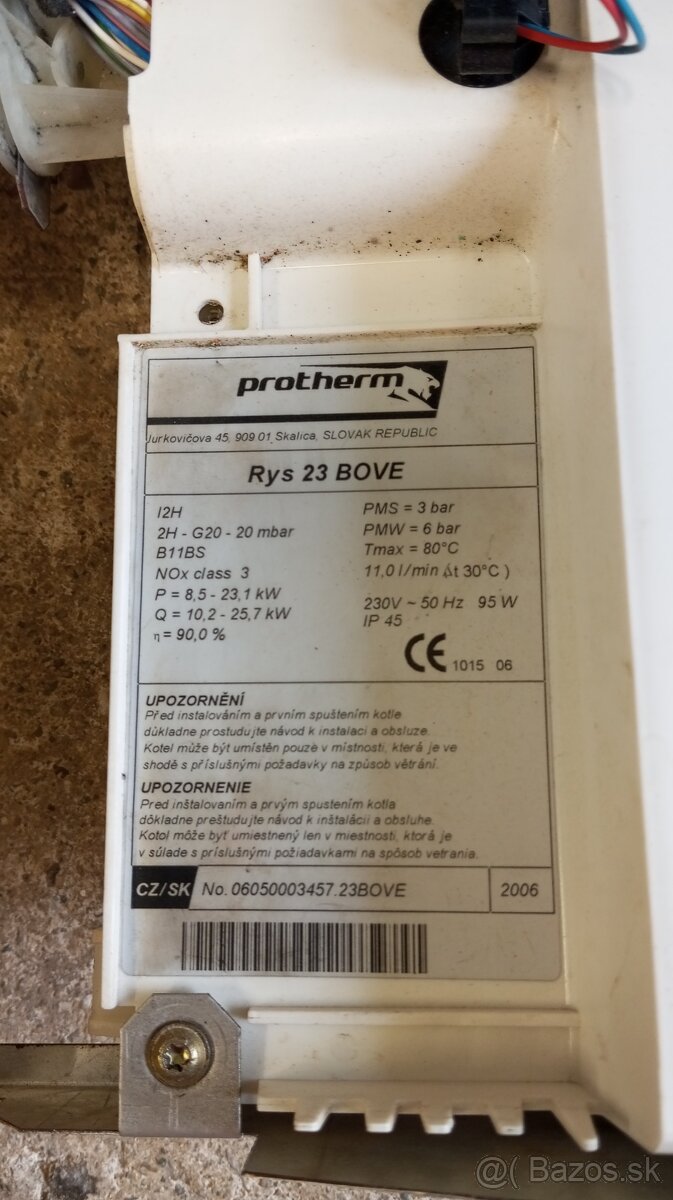 protherm
Jurkovičova 45, 909 01 Skalica, SLOVAK REPUBLIC
Rys 23 BOVE
I2H
2H - G20 - 20 mbar
B11BS
NOx class 3
P = 8,5 - 23,1 kW
Q = 10,2 - 25,7 kW
η = 90,0 %
PMS = 3 bar
PMW = 6 bar
Tmax = 80°C
11,0 l/min Δt 30°C )
230V ~ 50 Hz 95 W
IP 45
CE 1015 06
UPOZORNĚNÍ
Před instalováním a prvním spuštením kotle
důkladne prostudujte návod k instalaci a obsluze.
Kotel může být umístěn pouze v místnosti, která je ve
shodě s příslušnými požadavky na způsob větrání.
UPOZORNENIE
Pred inštalovaním a prvým spustením kotla
dôkladne preštudujte návod k inštalácii a obsluhe.
Kotol môže byť umiestnený len v miestnosti, ktorá je
v súlade s príslušnými požiadavkami na spôsob vetrania.
CZ/SK No. 06050003457.23BOVE 2006
@( Bazos.sk